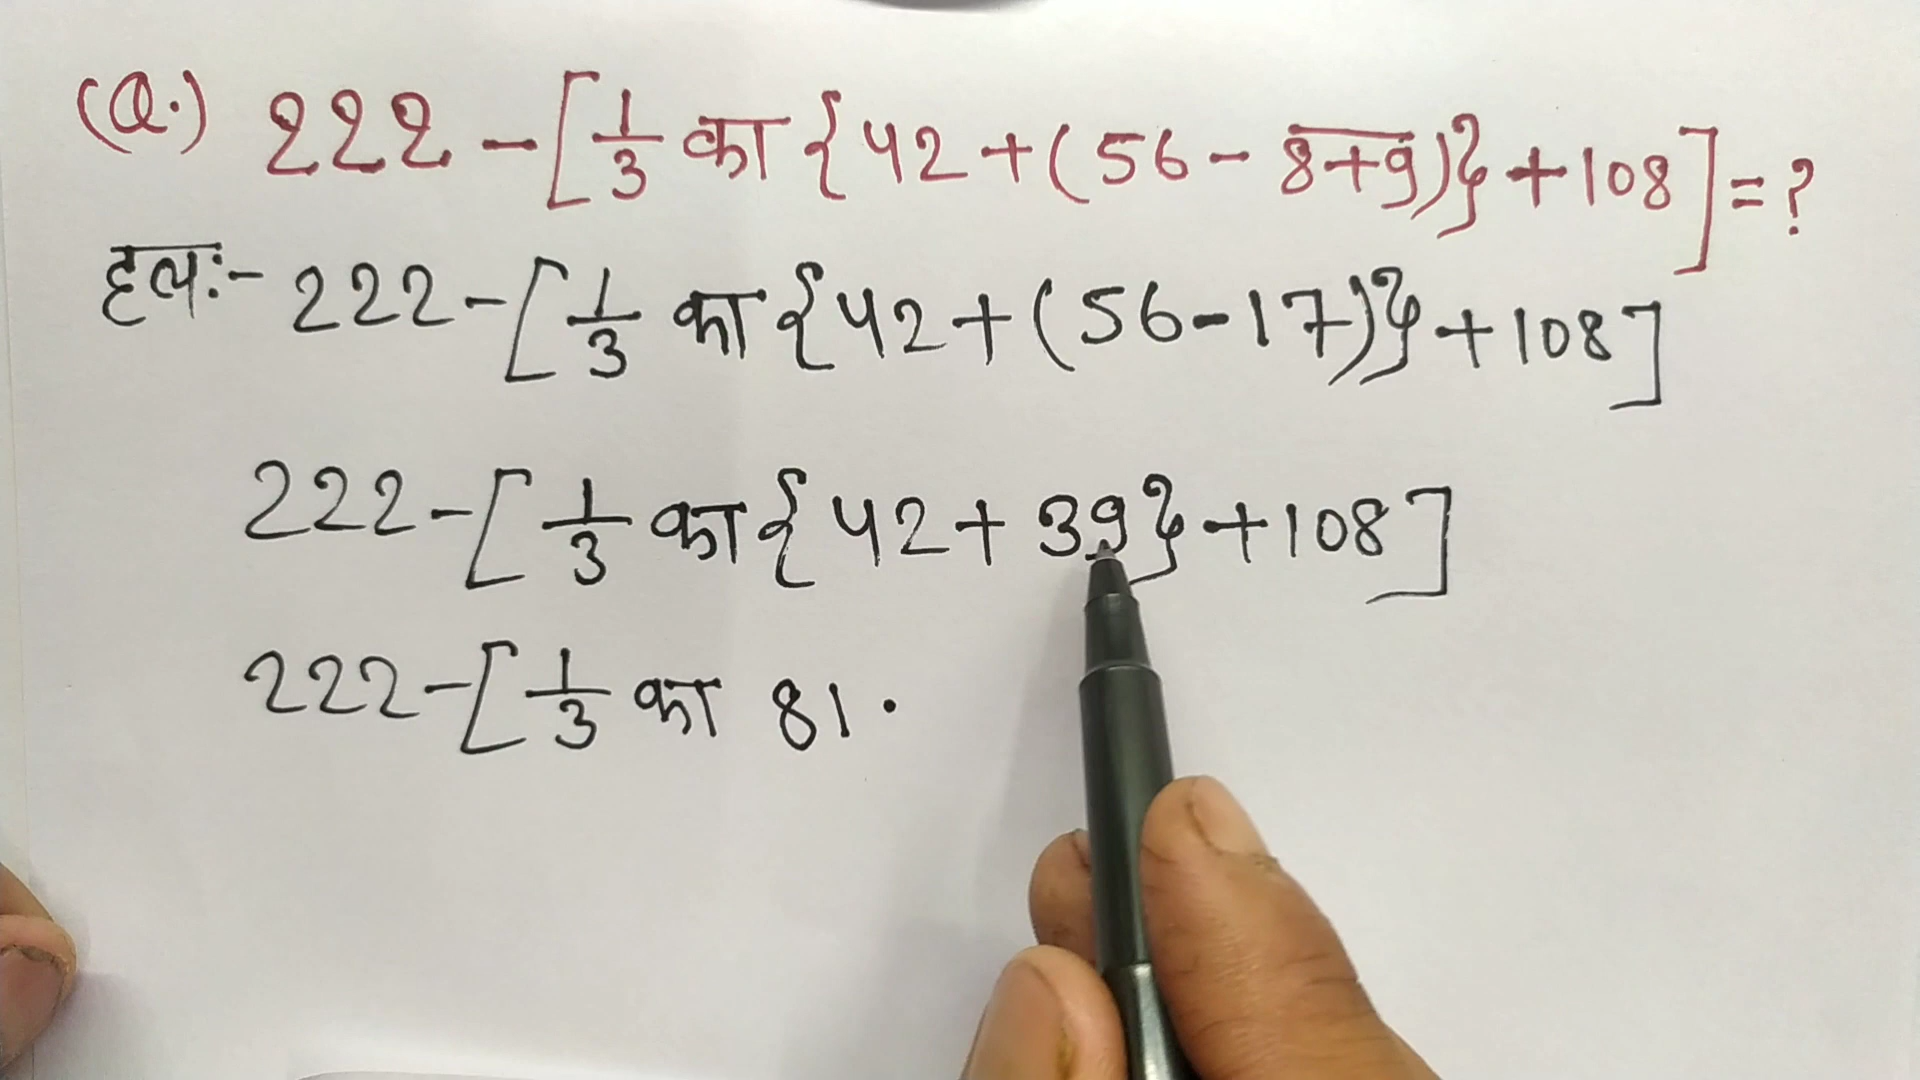 (Q.) 222 - [1/3 का {42 + (56 - 8+9)} + 108] = ?
हल:- 222 - [1/3 का {42 + (56 - 17)} + 108]
222 - [1/3 का {42 + 39} + 108]
222 - [1/3 का 81 .